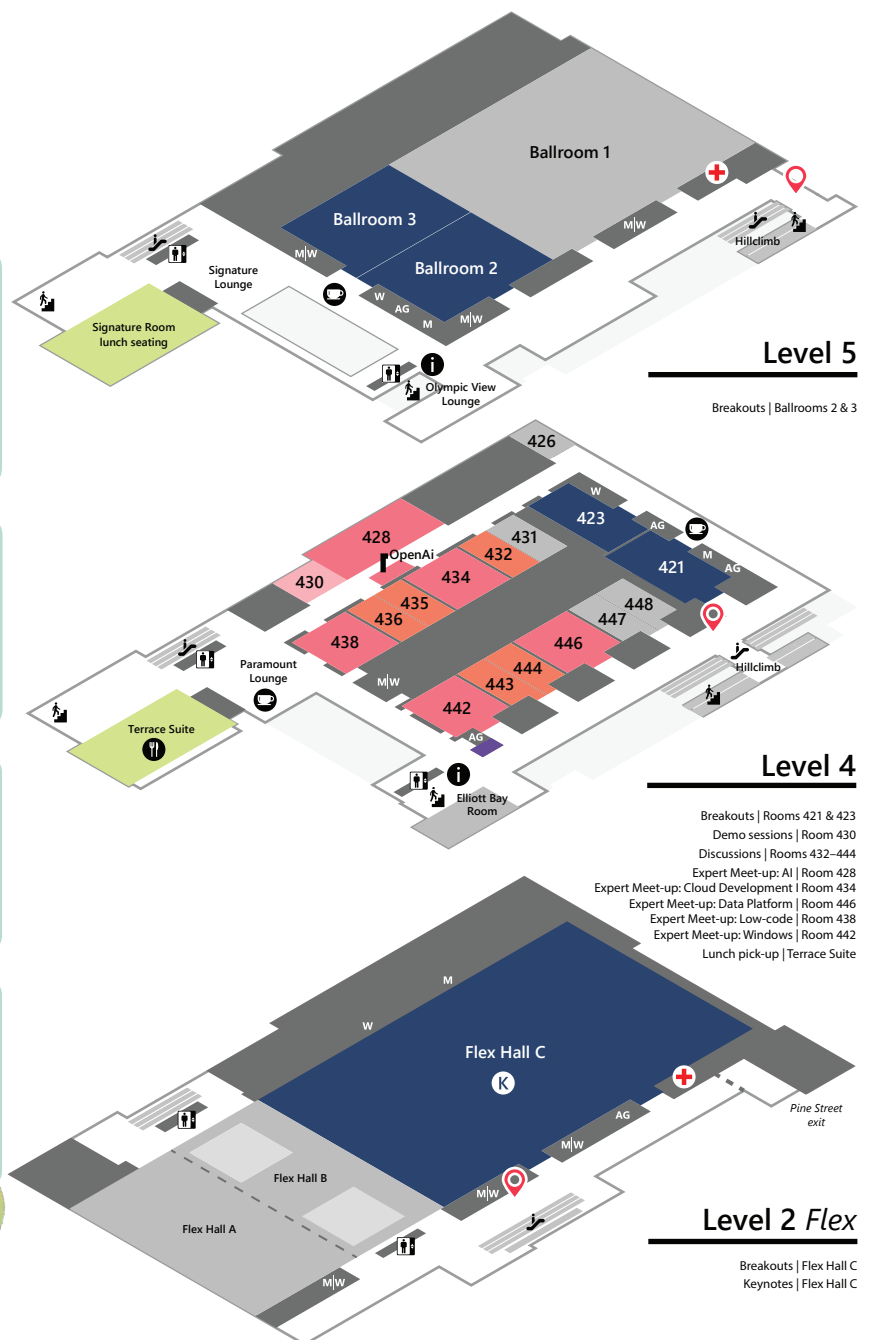 Ballroom 1
Ballroom 3
Ballroom 2
M|W
Hillclimb
M|W
Signature
Lounge
W
AG
M
M|W
Signature Room
lunch seating
i
Olympic View
Lounge
Level 5
Breakouts | Ballrooms 2 & 3
426
W
423
AG
428
431
432
OpenAi
M
AG
421
434
430
435
436
448
447
438
446
444
443
Hillclimb
Paramount
Lounge
M|W
442
AG
Terrace Suite
i
Elliott Bay
Room
Level 4
Breakouts | Rooms 421 & 423
Demo sessions | Room 430
Discussions | Rooms 432–444
Expert Meet-up: AI | Room 428
Expert Meet-up: Cloud Development I Room 434
Expert Meet-up: Data Platform | Room 446
Expert Meet-up: Low-code | Room 438
Expert Meet-up: Windows | Room 442
Lunch pick-up | Terrace Suite
M
W
Flex Hall C
K
Pine Street
exit
AG
M|W
Flex Hall B
M|W
Flex Hall A
M|W
Level 2 Flex
Breakouts | Flex Hall C
Keynotes | Flex Hall C